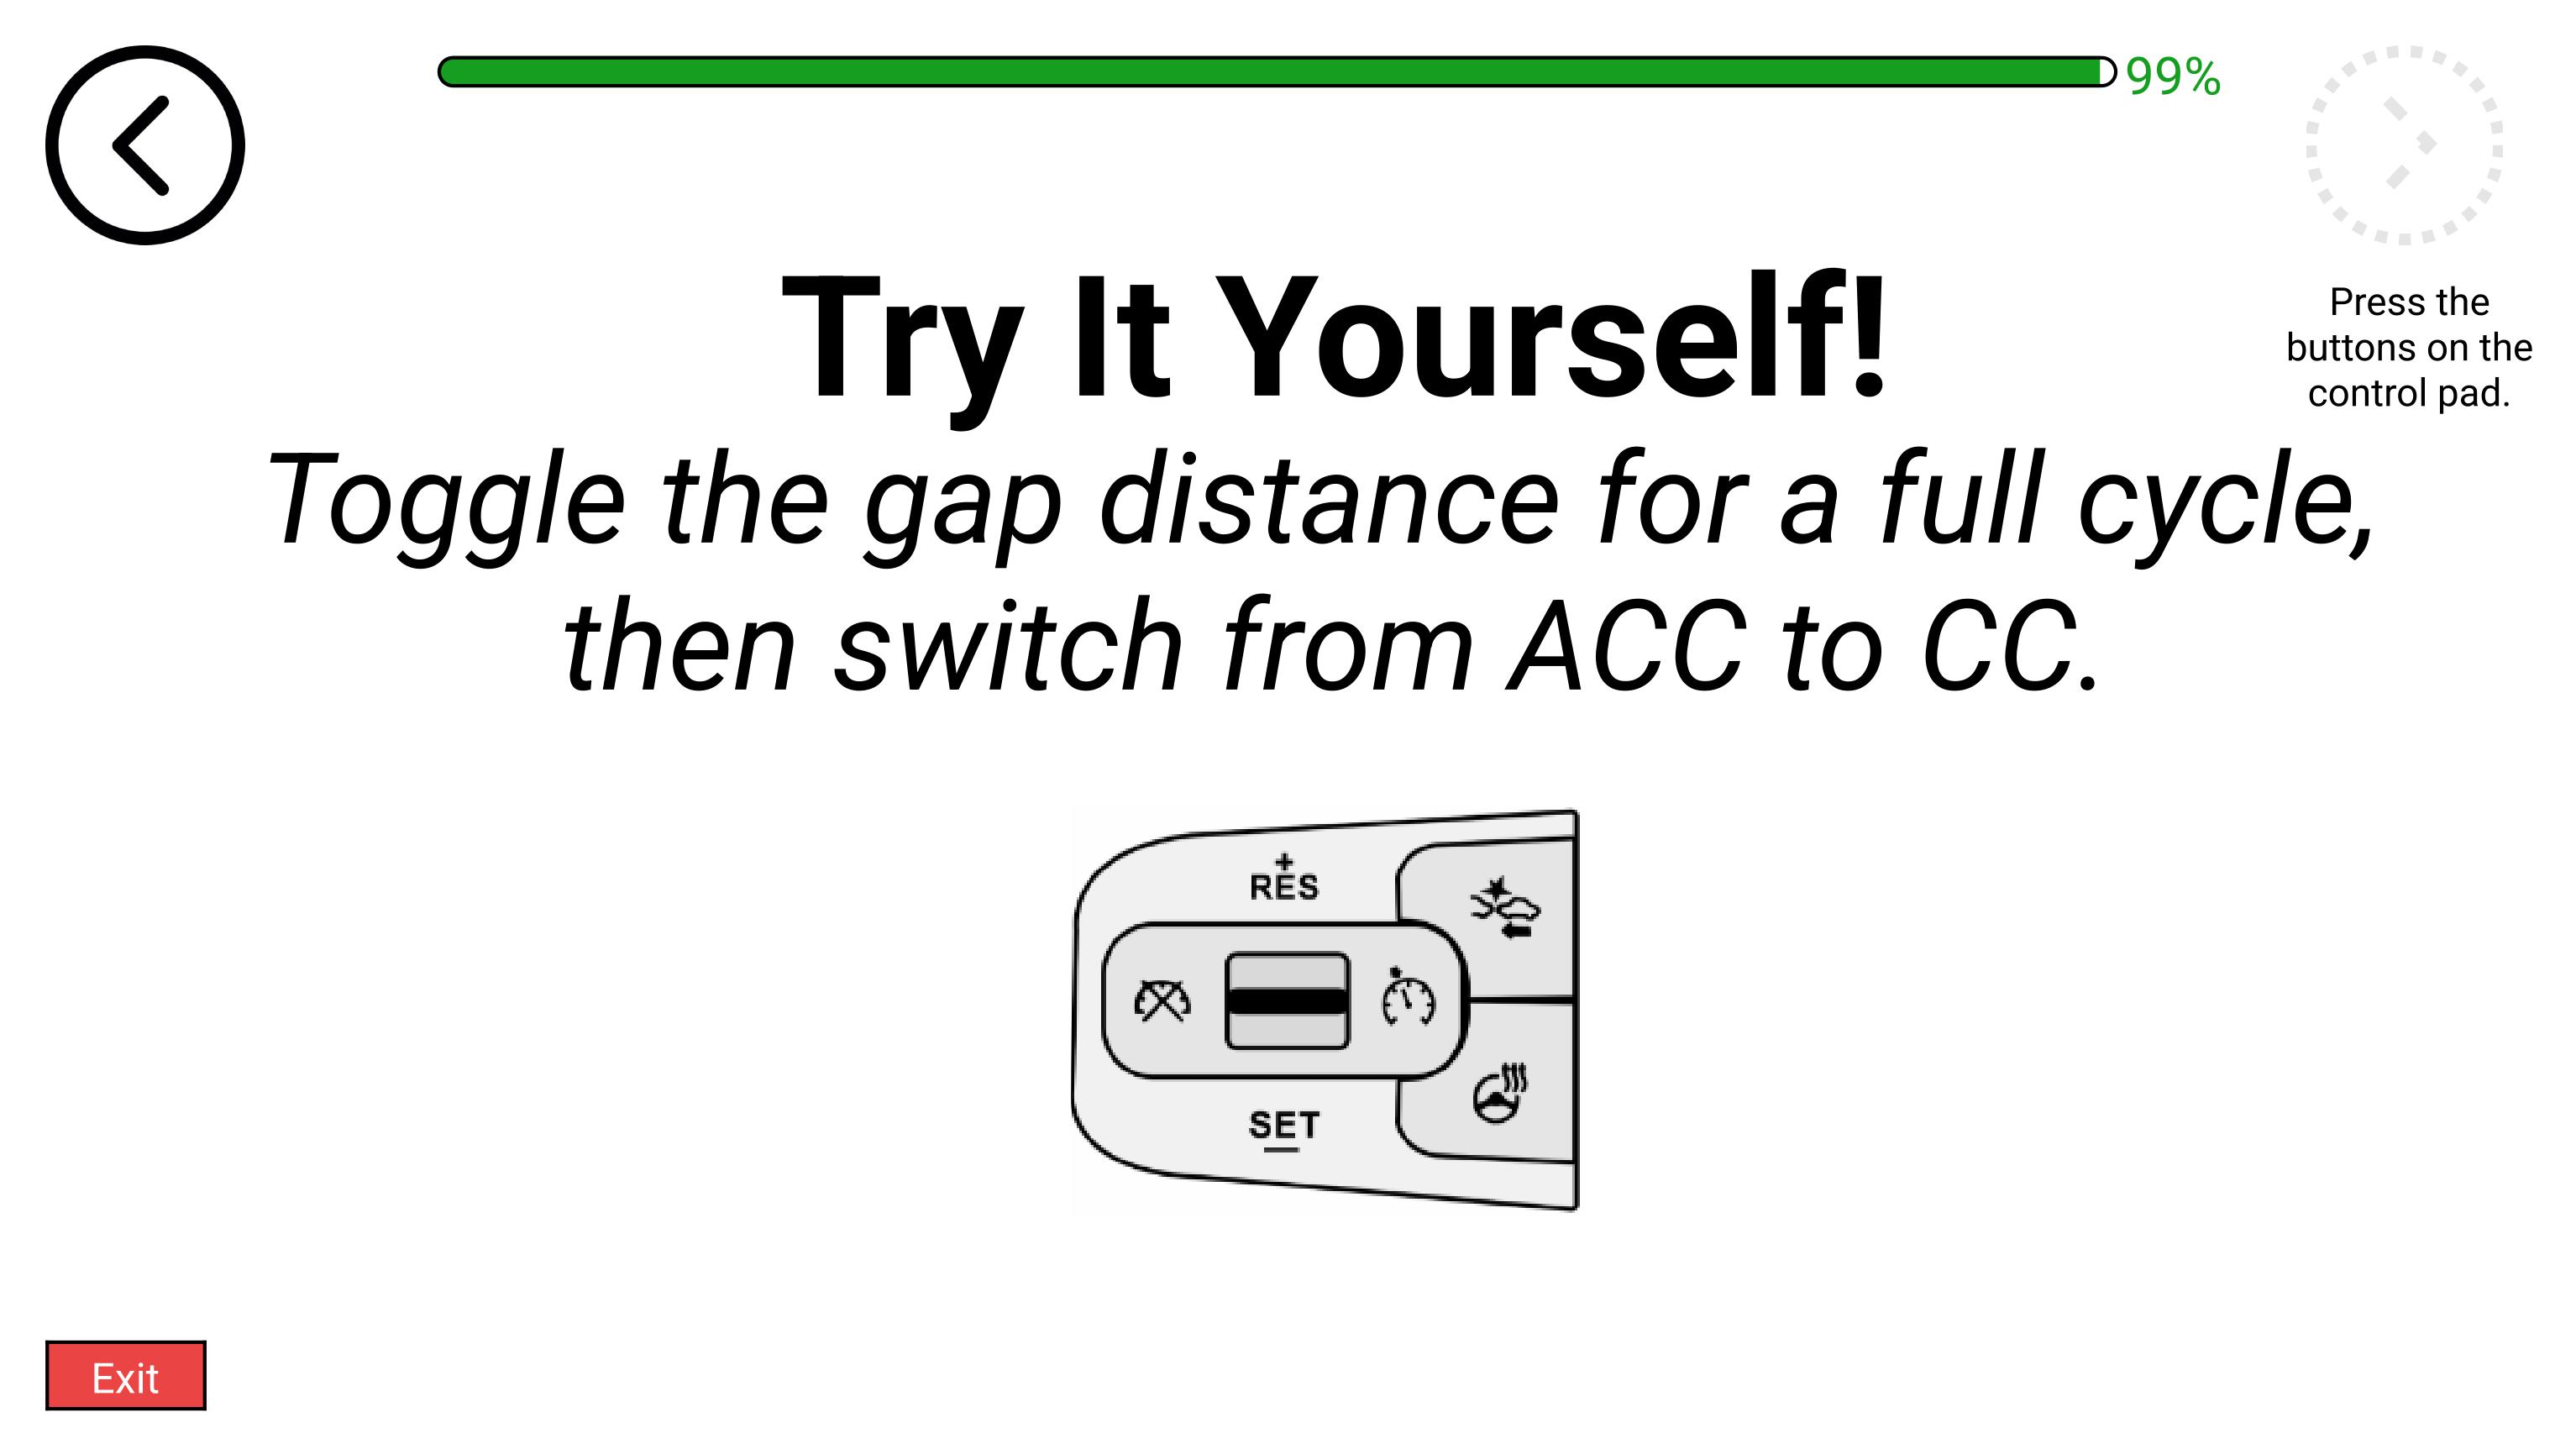 99%
Press the
buttons on the
control pad.
Try It Yourself!
Toggle the gap distance for a full cycle,
then switch from ACC to CC.
+
RES
SET
—
Exit